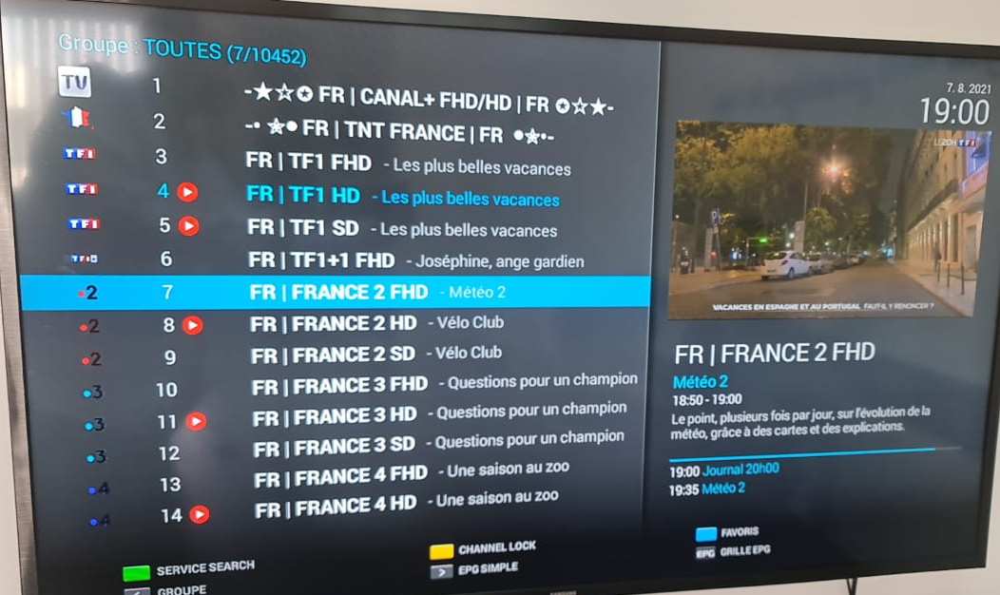 Groupe : TOUTES (7/10452)
TV 1 -★☆✪ FR | CANAL+ FHD/HD | FR ✪☆★-
2 -• ★● FR | TNT FRANCE | FR ●★•-
TF1 3 FR | TF1 FHD - Les plus belles vacances
TF1 4 FR | TF1 HD - Les plus belles vacances
TF1 5 FR | TF1 SD - Les plus belles vacances
6 FR | TF1+1 FHD - Joséphine, ange gardien
•2 7 FR | FRANCE 2 FHD - Météo 2
•2 8 FR | FRANCE 2 HD - Vélo Club
•2 9 FR | FRANCE 2 SD - Vélo Club
•3 10 FR | FRANCE 3 FHD - Questions pour un champion
•3 11 FR | FRANCE 3 HD - Questions pour un champion
•3 12 FR | FRANCE 3 SD - Questions pour un champion
•4 13 FR | FRANCE 4 FHD - Une saison au zoo
•4 14 FR | FRANCE 4 HD - Une saison au zoo
SERVICE SEARCH
GROUPE
CHANNEL LOCK
> EPG SIMPLE
FAVORIS
EPG GRILLE EPG
7. 8. 2021
19:00
LE 20H TF1
P
VACANCES EN ESPAGNE ET AU PORTUGAL FAUT-IL Y RENONCER ?
FR | FRANCE 2 FHD
Météo 2
18:50 - 19:00
Le point, plusieurs fois par jour, sur l'évolution de la
météo, grâce à des cartes et des explications.
19:00 Journal 20h00
19:35 Météo 2
SAMSUNG